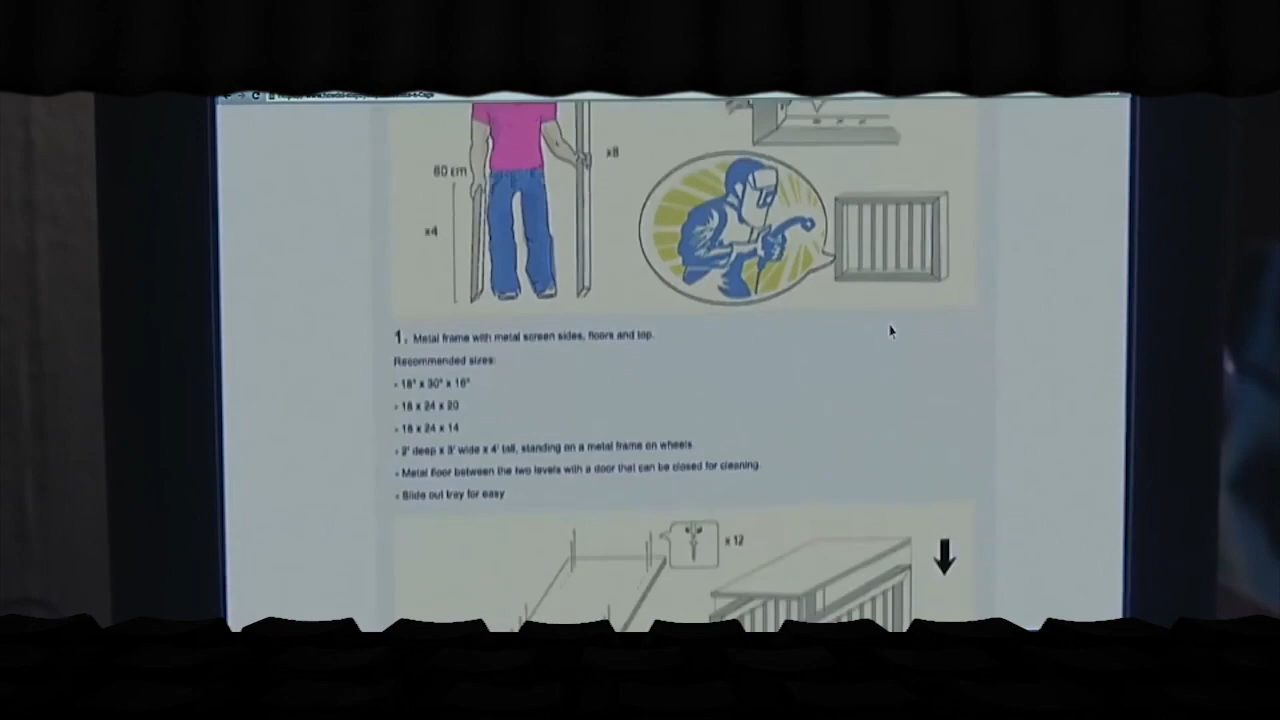 x8
80 cm
x4
1. Metal frame with metal screen sides, floors and top.
Recommended sizes:
- 18" x 30" x 16"
- 18 x 24 x 20
- 18 x 24 x 14
- 2' deep x 3' wide x 4' tall, standing on a metal frame on wheels
- Metal floor between the two levels with a door that can be closed for cleaning.
- Slide out tray for easy
x 12